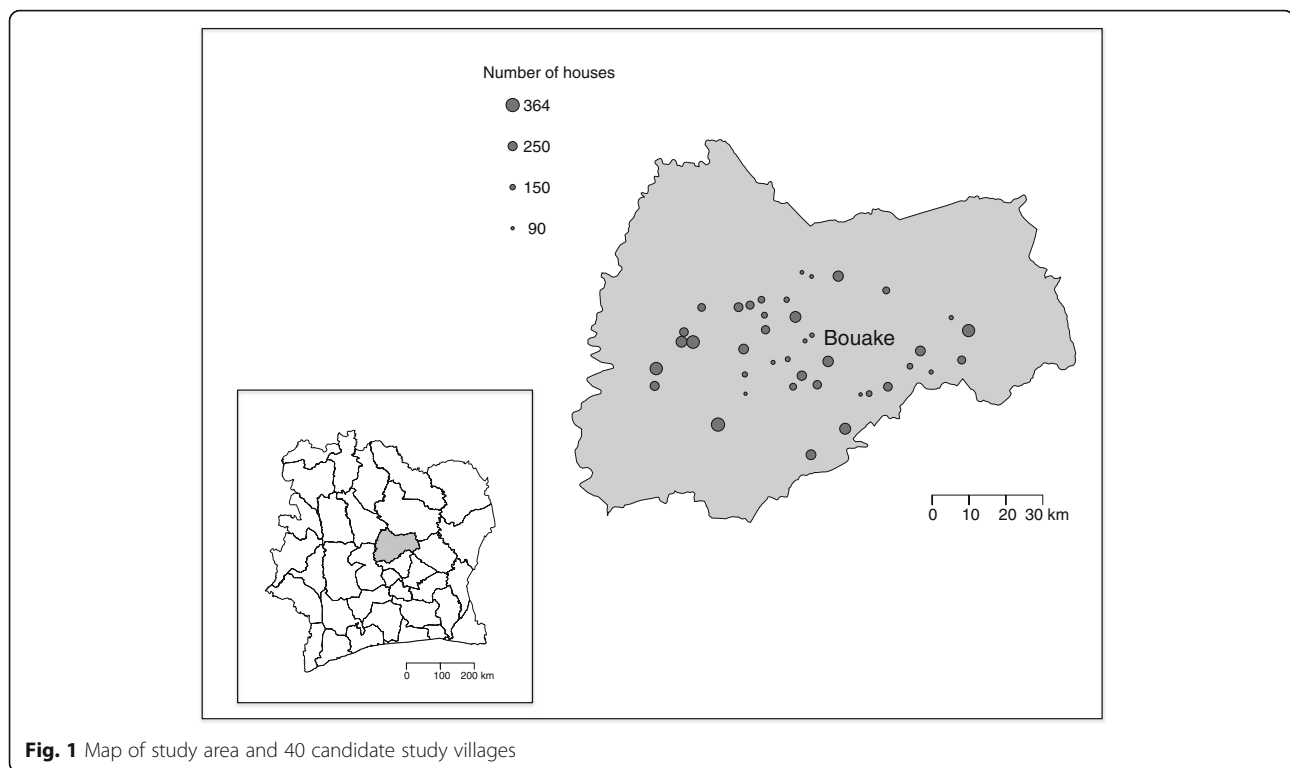 Number of houses
364
250
150
90
Bouake
0 10 20 30 km
0 100 200 km
Fig. 1 Map of study area and 40 candidate study villages